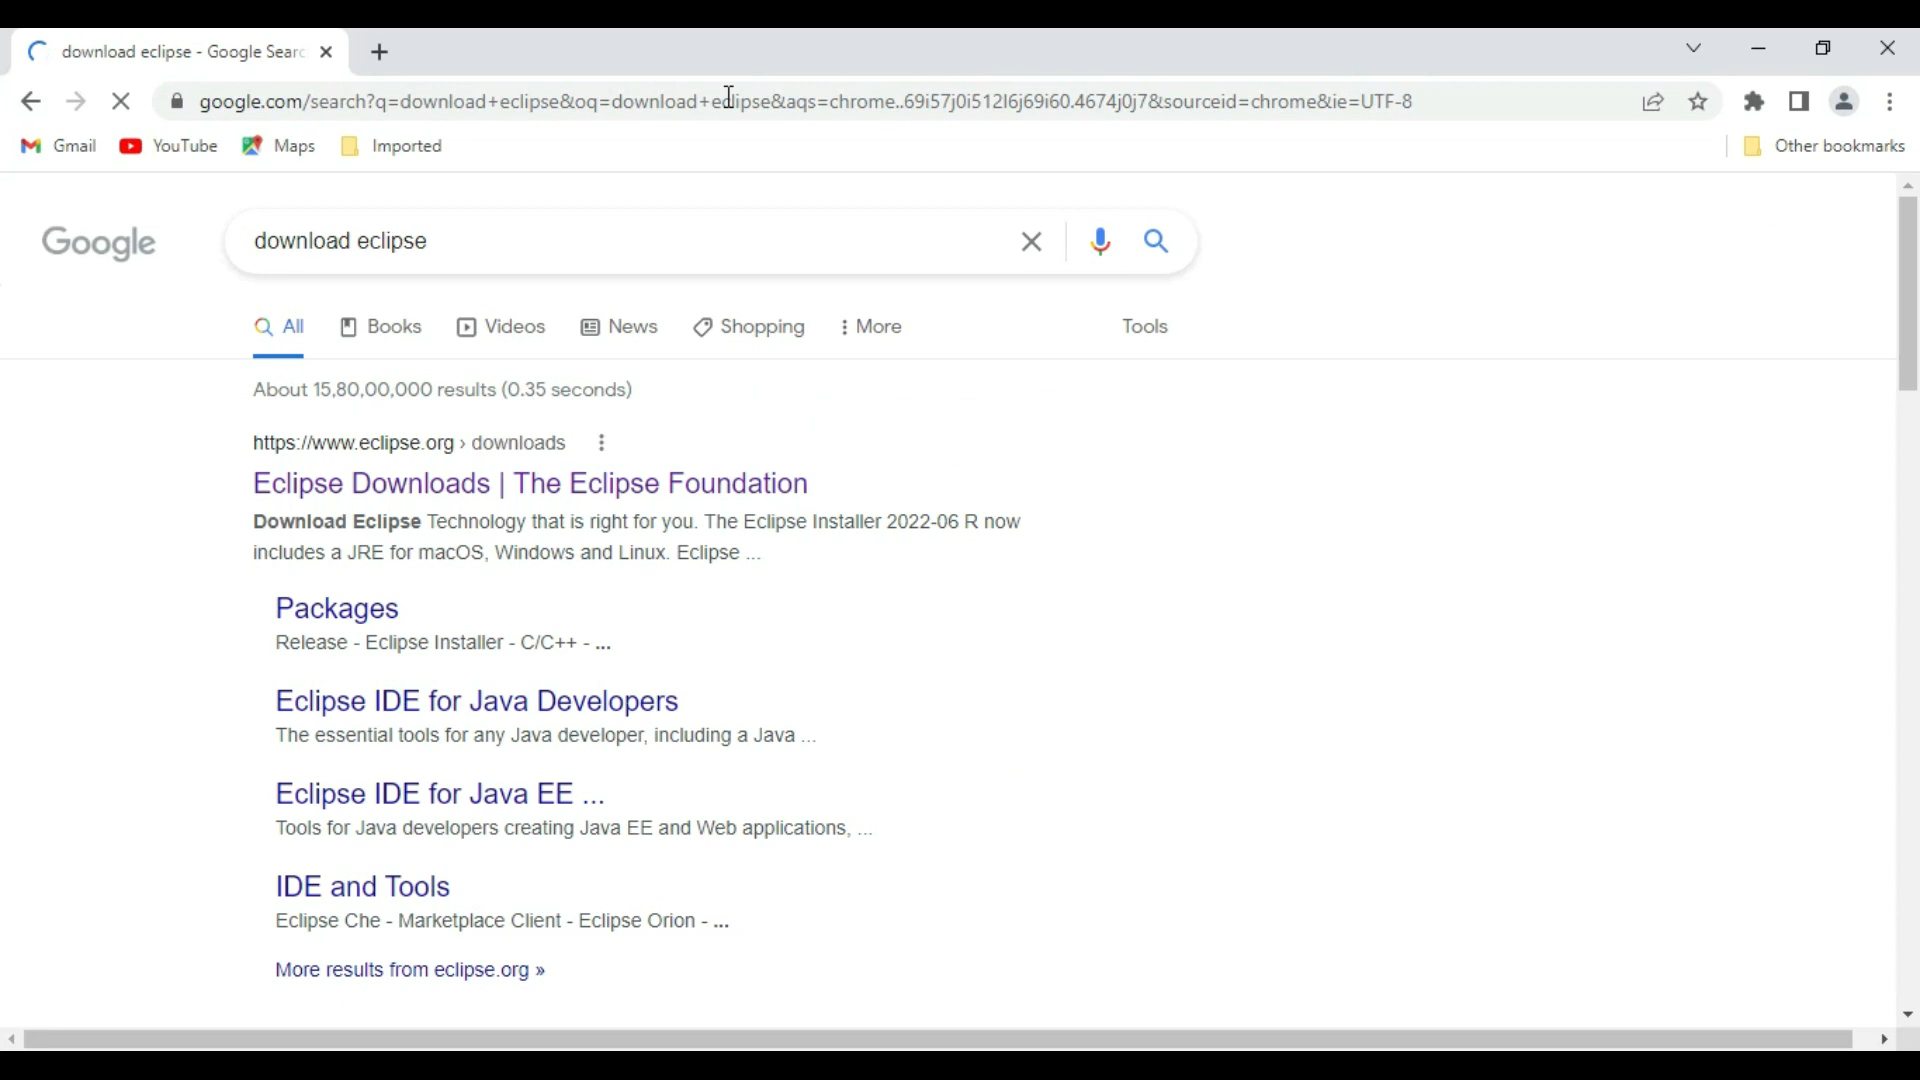 download eclipse - Google Searc
google.com/search?q=download+eclipse&oq=download+eclipse&aqs=chrome..69i57j0i512l6j69i60.4674j0j7&sourceid=chrome&ie=UTF-8
Gmail YouTube Maps Imported Other bookmarks
Google download eclipse
All Books Videos News Shopping More Tools
About 15,80,00,000 results (0.35 seconds)
https://www.eclipse.org › downloads
Eclipse Downloads | The Eclipse Foundation
Download Eclipse Technology that is right for you. The Eclipse Installer 2022-06 R now
includes a JRE for macOS, Windows and Linux. Eclipse ...
Packages
Release - Eclipse Installer - C/C++ - ...
Eclipse IDE for Java Developers
The essential tools for any Java developer, including a Java ...
Eclipse IDE for Java EE ...
Tools for Java developers creating Java EE and Web applications, ...
IDE and Tools
Eclipse Che - Marketplace Client - Eclipse Orion - ...
More results from eclipse.org »